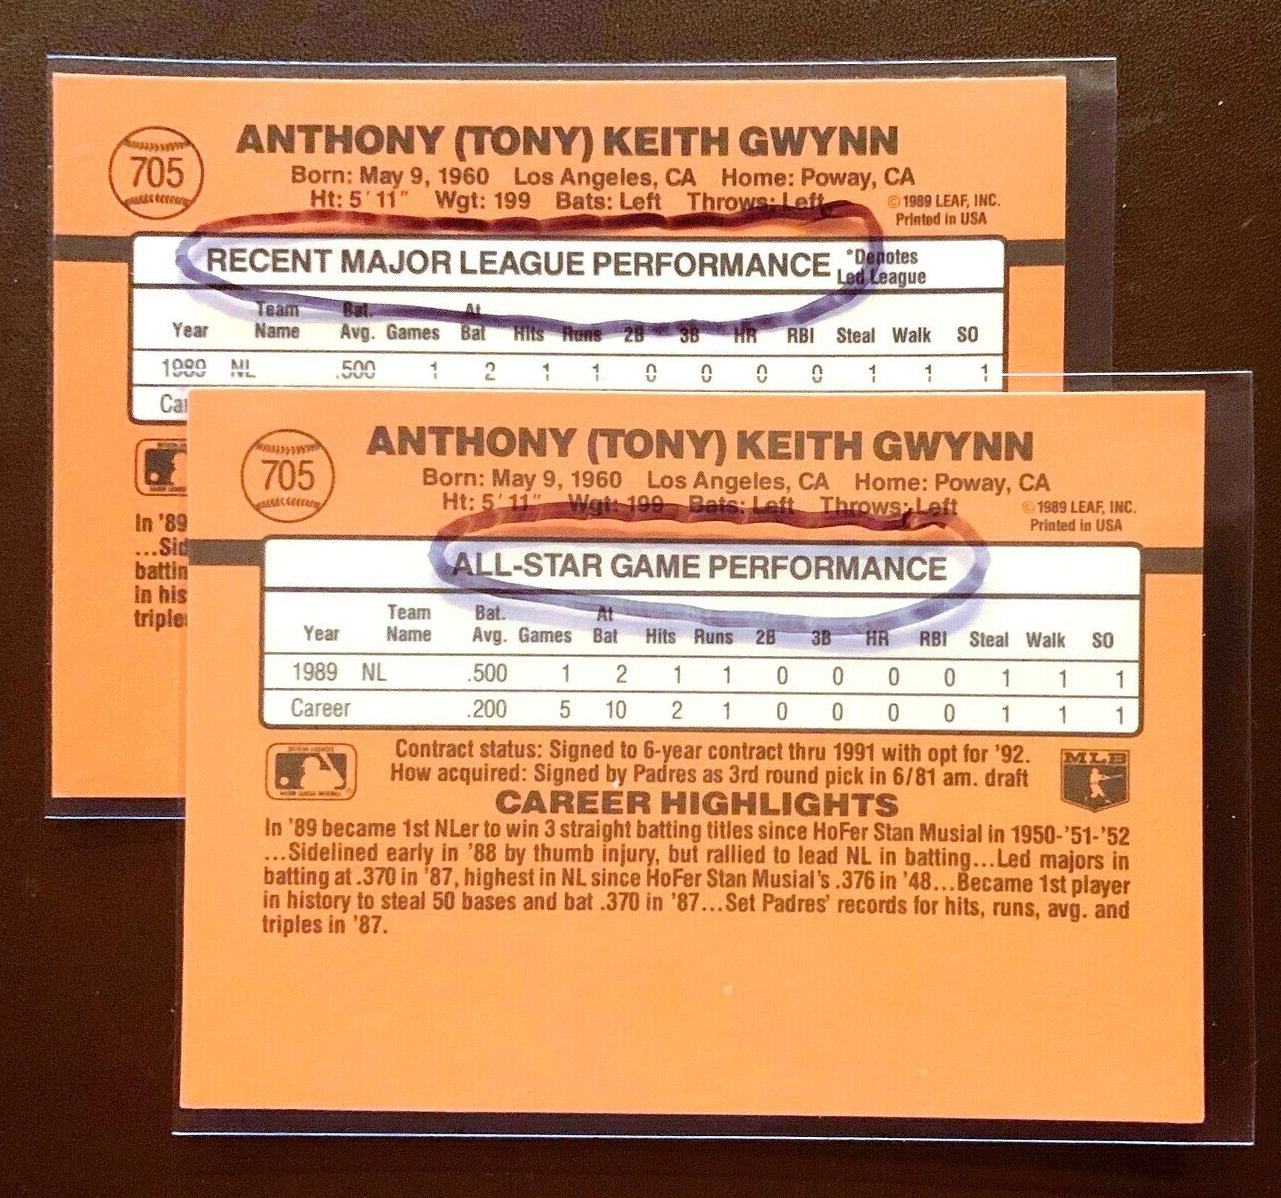 705
ANTHONY (TONY) KEITH GWYNN
Born: May 9, 1960 Los Angeles, CA Home: Poway, CA
Ht: 5' 11" Wgt: 199 Bats: Left Throws: Left
© 1989 LEAF, INC.
Printed in USA
RECENT MAJOR LEAGUE PERFORMANCE
*Denotes
Led League
Year Team Name Bat. Avg. Games At Bat Hits Runs 2B 3B HR RBI Steal Walk SO
1989 NL .500 1 2 1 1 0 0 0 0 1 1 1
Ca
In '89
...Sid
battin
in his
triple
705
ANTHONY (TONY) KEITH GWYNN
Born: May 9, 1960 Los Angeles, CA Home: Poway, CA
Ht: 5' 11" Wgt: 199 Bats: Left Throws: Left
© 1989 LEAF, INC.
Printed in USA
ALL-STAR GAME PERFORMANCE
Year Team Name Bat. Avg. Games At Bat Hits Runs 2B 3B HR RBI Steal Walk SO
1989 NL .500 1 2 1 1 0 0 0 0 1 1 1
Career .200 5 10 2 1 0 0 0 0 1 1 1
Contract status: Signed to 6-year contract thru 1991 with opt for '92.
How acquired: Signed by Padres as 3rd round pick in 6/81 am. draft
MLB
CAREER HIGHLIGHTS
In '89 became 1st NLer to win 3 straight batting titles since HoFer Stan Musial in 1950-'51-'52
...Sidelined early in '88 by thumb injury, but rallied to lead NL in batting...Led majors in
batting at .370 in '87, highest in NL since HoFer Stan Musial's .376 in '48...Became 1st player
in history to steal 50 bases and bat .370 in '87...Set Padres' records for hits, runs, avg. and
triples in '87.